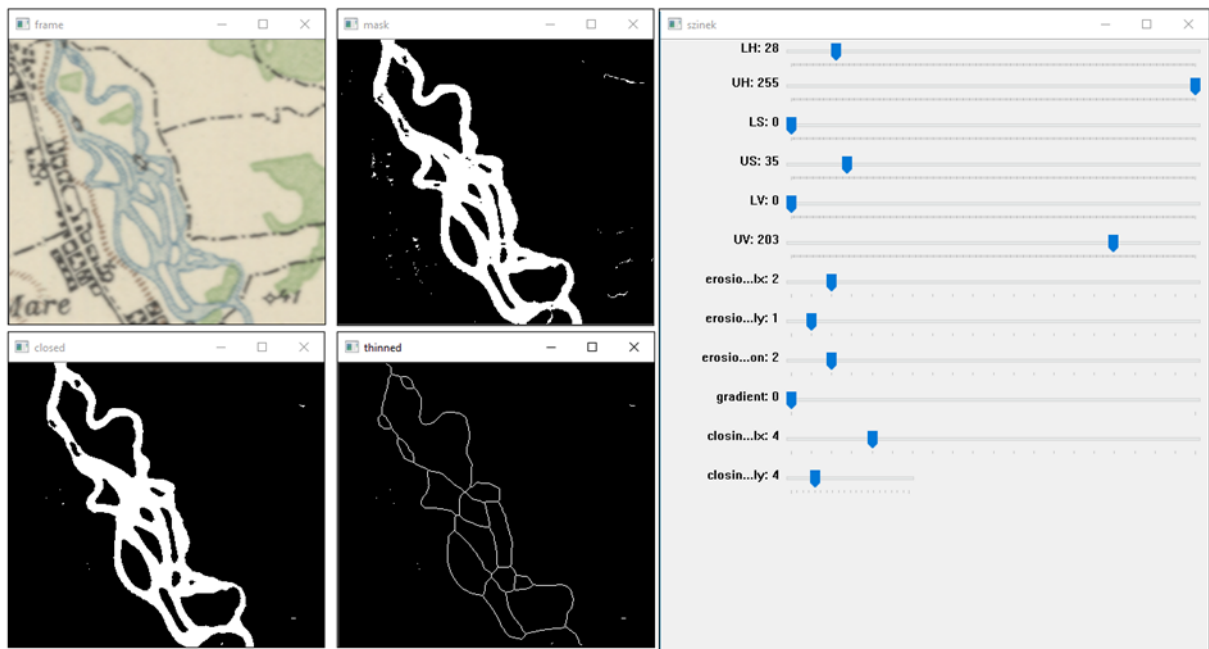 frame
Mare
41
mask
closed
thinned
szinek
LH: 28
UH: 255
LS: 0
US: 35
LV: 0
UV: 203
erosio...lx: 2
erosio...ly: 1
erosio...on: 2
gradient: 0
closin...lx: 4
closin...ly: 4